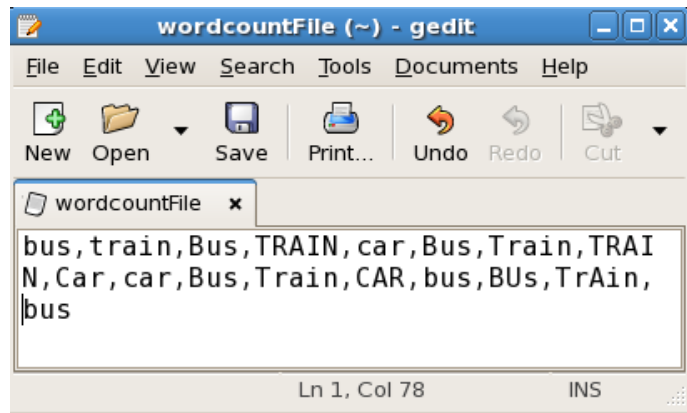 wordcountFile (~) - gedit
File Edit View Search Tools Documents Help
New Open Save Print... Undo Redo Cut
wordcountFile
bus,train,Bus,TRAIN,car,Bus,Train,TRAI
N,Car,car,Bus,Train,CAR,bus,BUs,TrAin,
bus
Ln 1, Col 78 INS